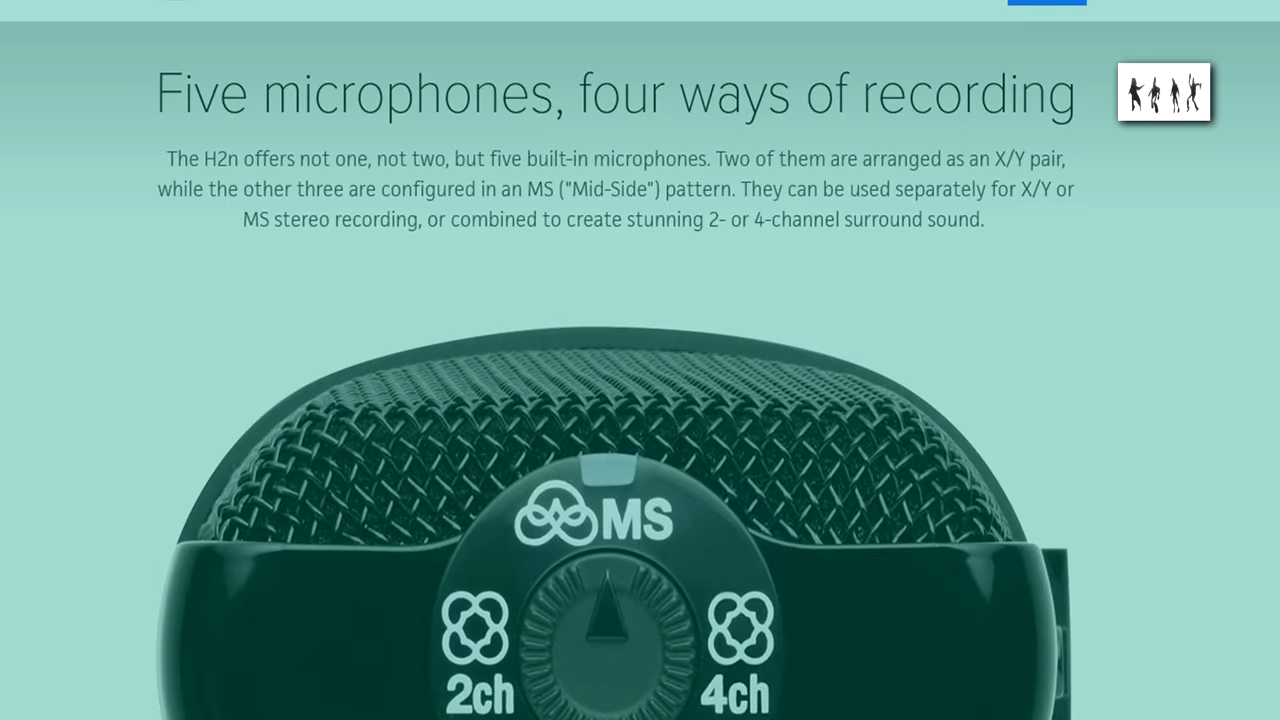 Five microphones, four ways of recording
The H2n offers not one, not two, but five built-in microphones. Two of them are arranged as an X/Y pair,
while the other three are configured in an MS ("Mid-Side") pattern. They can be used separately for X/Y or
MS stereo recording, or combined to create stunning 2- or 4-channel surround sound.
MS
2ch
4ch